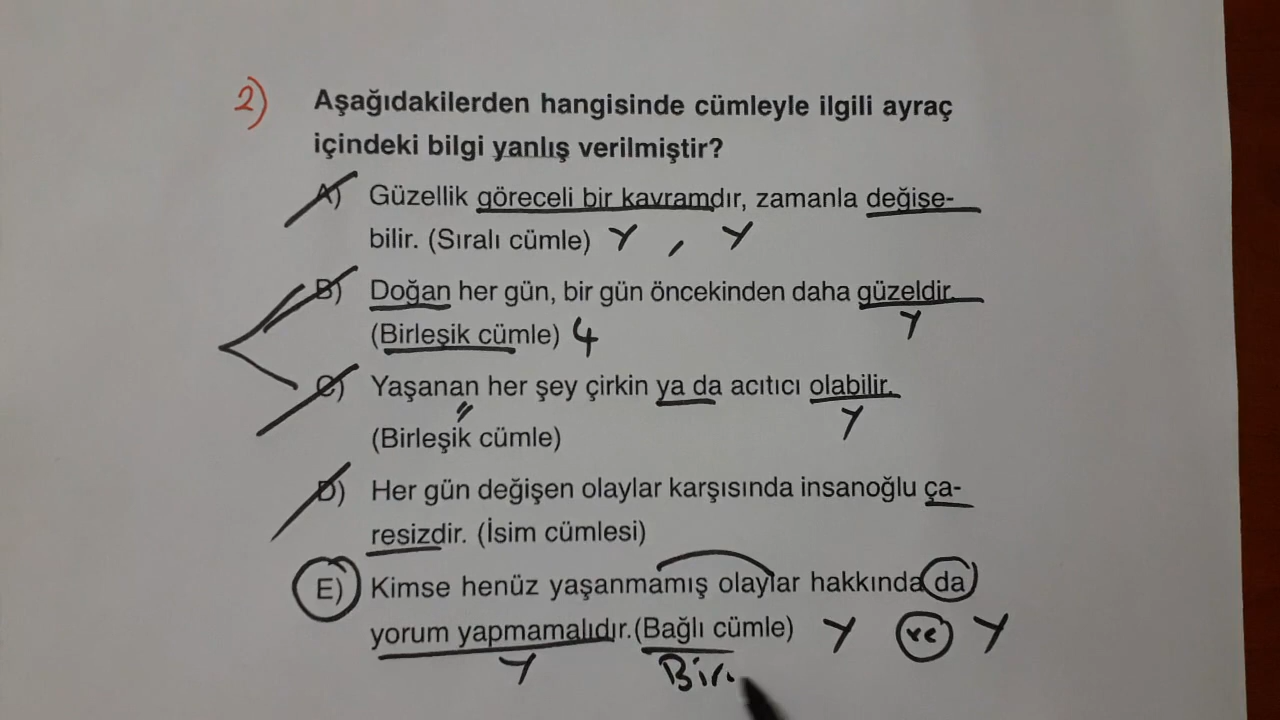 2) Aşağıdakilerden hangisinde cümleyle ilgili ayraç
içindeki bilgi yanlış verilmiştir?
A) Güzellik göreceli bir kavramdır, zamanla değişe-
bilir. (Sıralı cümle) Y , Y
B) Doğan her gün, bir gün öncekinden daha güzeldir.
(Birleşik cümle) 4 Y
C) Yaşanan her şey çirkin ya da acıtıcı olabilir.
Y
(Birleşik cümle)
D) Her gün değişen olaylar karşısında insanoğlu ça-
resizdir. (İsim cümlesi)
E) Kimse henüz yaşanmamış olaylar hakkında da
yorum yapmamalıdır.(Bağlı cümle) Y ve Y
Y Bir.